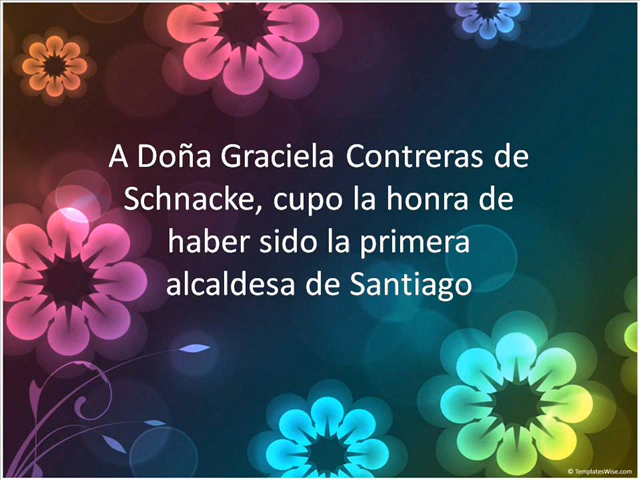 A Doña Graciela Contreras de
Schnacke, cupo la honra de
haber sido la primera
alcaldesa de Santiago
© TemplatesWise.com